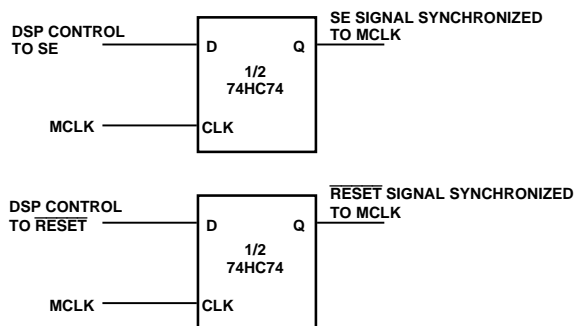 DSP CONTROL
TO SE
D
Q
SE SIGNAL SYNCHRONIZED
TO MCLK
1/2
74HC74
MCLK
CLK
DSP CONTROL
TO RESET
D
Q
RESET SIGNAL SYNCHRONIZED
TO MCLK
1/2
74HC74
MCLK
CLK